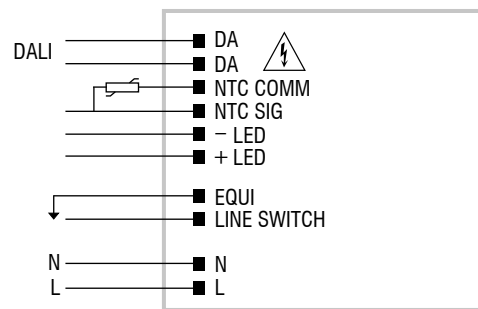 DALI
DA
DA
NTC COMM
NTC SIG
− LED
+ LED
EQUI
LINE SWITCH
N N
L L